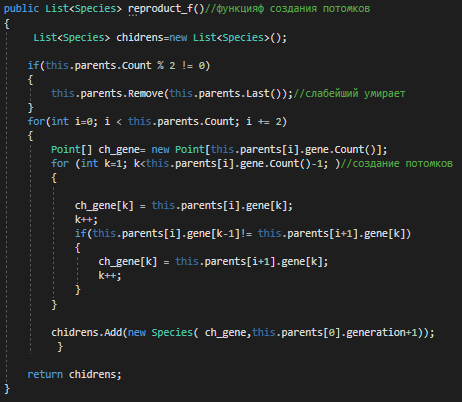 public List<Species> reproduct_f()//функцияф создания потомков
{
List<Species> chidrens=new List<Species>();
if(this.parents.Count % 2 != 0)
{
this.parents.Remove(this.parents.Last());//слабейший умирает
}
for(int i=0; i < this.parents.Count; i += 2)
{
Point[] ch_gene= new Point[this.parents[i].gene.Count()];
for (int k=1; k<this.parents[i].gene.Count()-1; )//создание потомков
{
ch_gene[k] = this.parents[i].gene[k];
k++;
if(this.parents[i].gene[k-1]!= this.parents[i+1].gene[k])
{
ch_gene[k] = this.parents[i+1].gene[k];
k++;
}
}
chidrens.Add(new Species( ch_gene,this.parents[0].generation+1));
}
return chidrens;
}